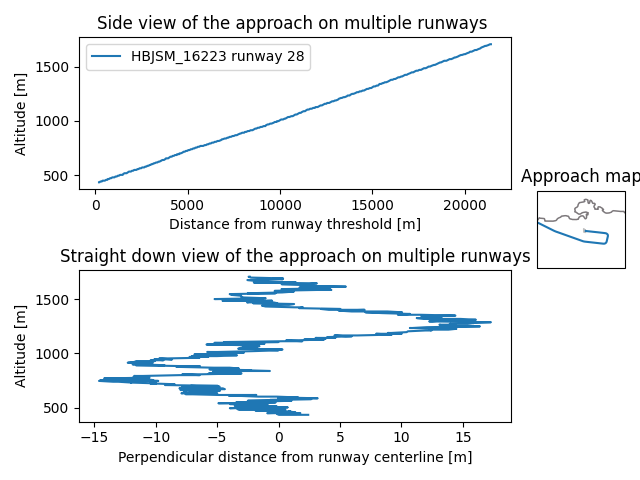 Side view of the approach on multiple runways
Altitude [m]
1500
1000
500
HBJSM_16223 runway 28
0
5000
10000
15000
20000
Distance from runway threshold [m]
Approach map
Straight down view of the approach on multiple runways
Altitude [m]
1500
1000
500
−15
−10
−5
0
5
10
15
Perpendicular distance from runway centerline [m]